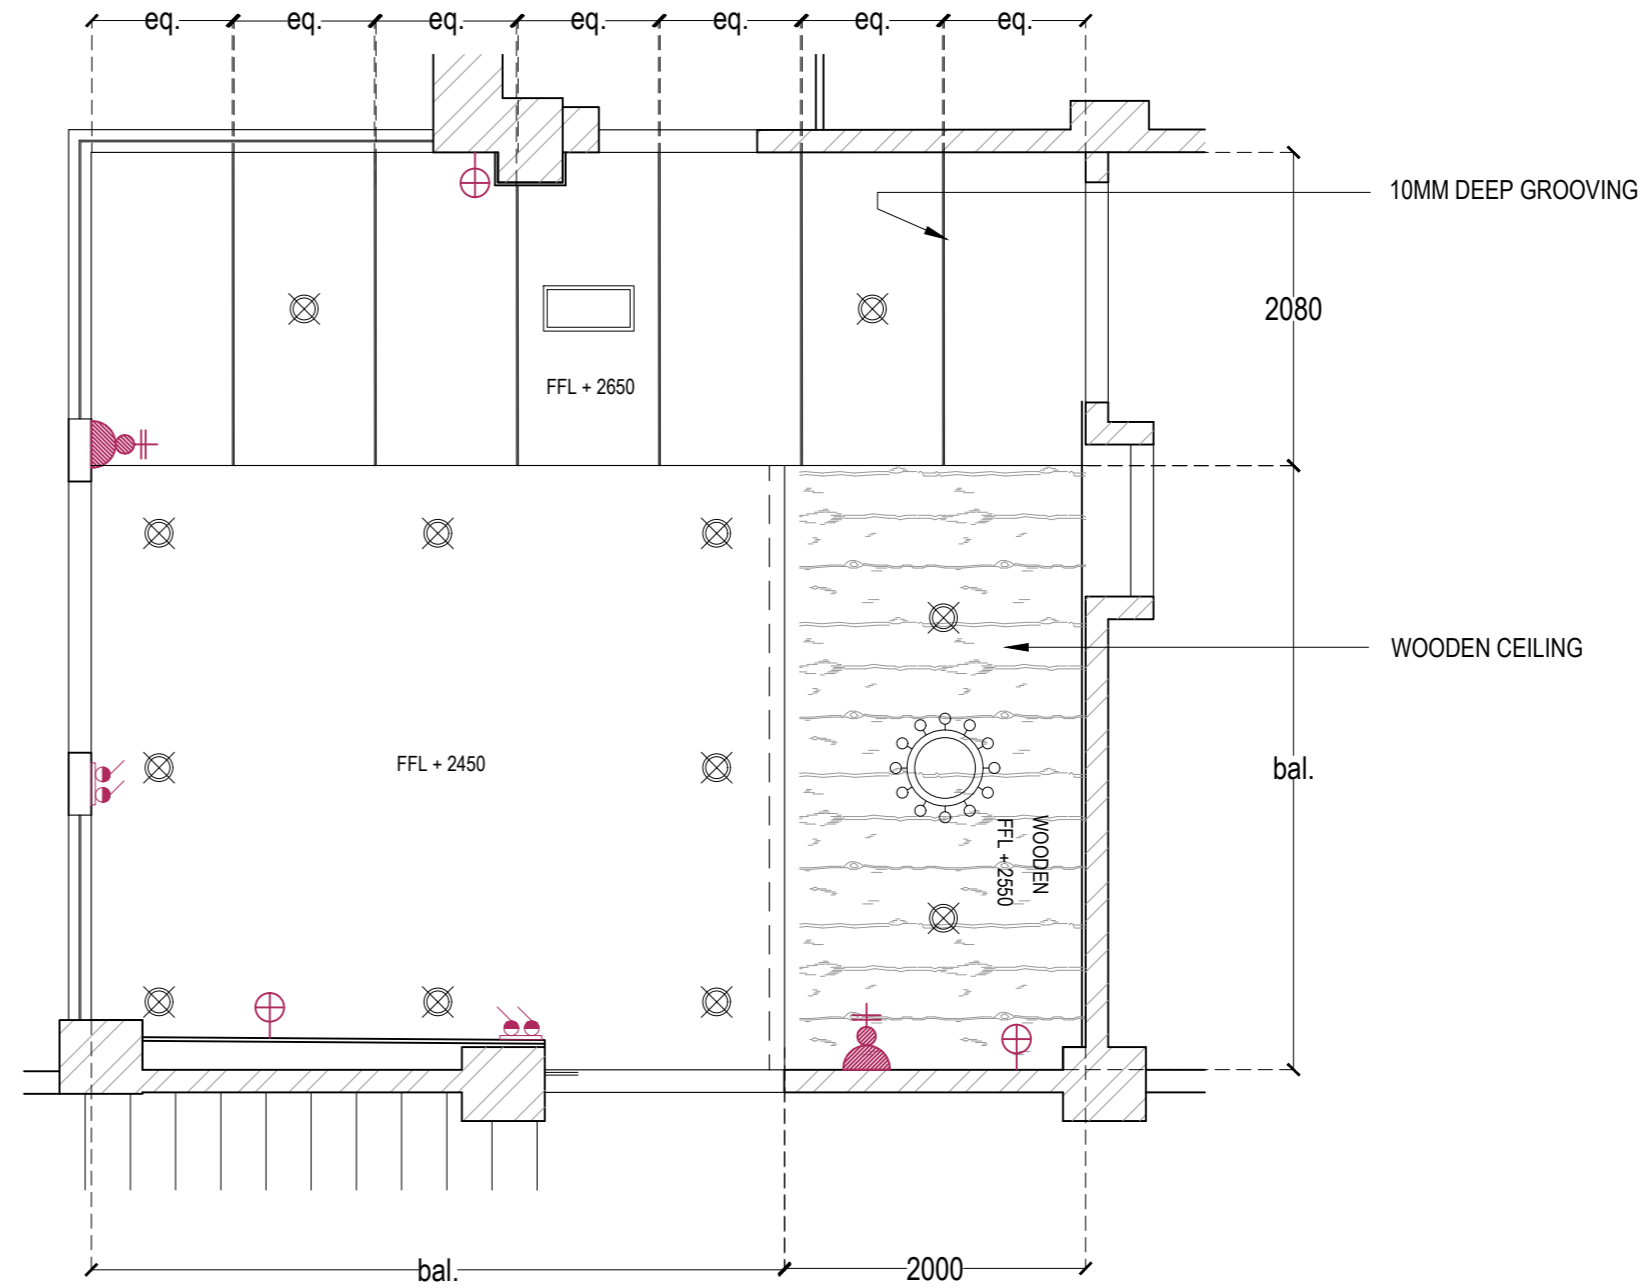 eq. eq. eq. eq. eq. eq. eq.
10MM DEEP GROOVING
2080
FFL + 2650
WOODEN CEILING
FFL + 2450
bal.
WOODEN
FFL + 2550
bal.
2000